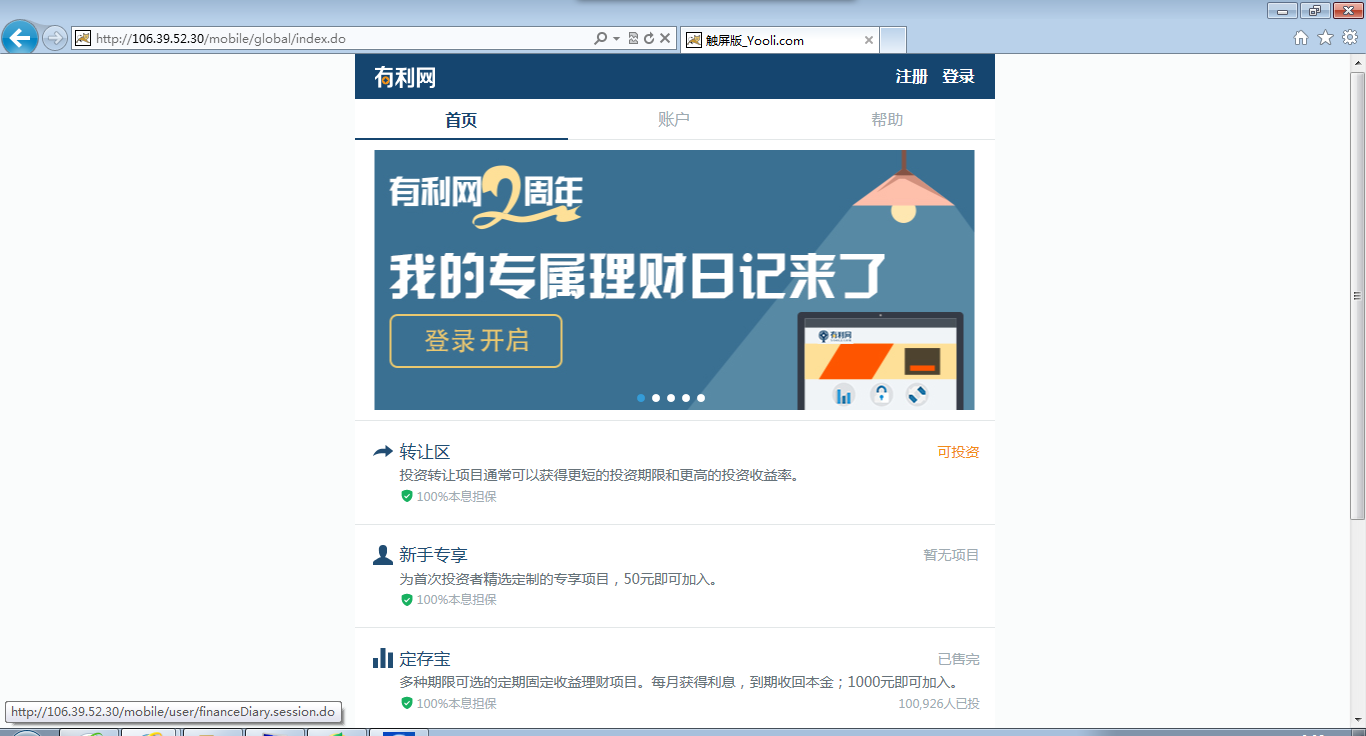 http://106.39.52.30/mobile/global/index.do
触屏版_Yooli.com
有利网
注册 登录
首页 账户 帮助
有利网2周年
我的专属理财日记来了
登录开启
有利网
转让区 可投资
投资转让项目通常可以获得更短的投资期限和更高的投资收益率。
100%本息担保
新手专享 暂无项目
为首次投资者精选定制的专享项目，50元即可加入。
100%本息担保
定存宝 已售完
多种期限可选的定期固定收益理财项目。每月获得利息，到期收回本金；1000元即可加入。
100%本息担保 100,926人已投
http://106.39.52.30/mobile/user/financeDiary.session.do